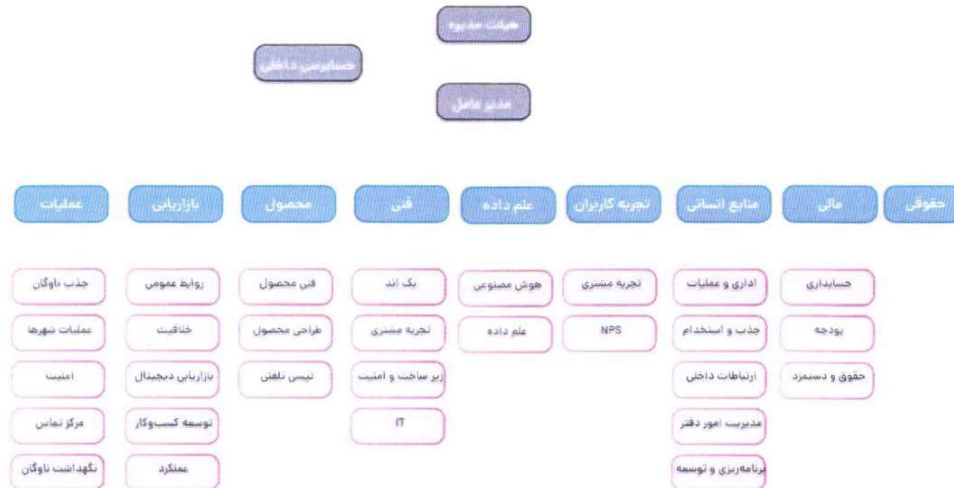 هیئت مدیره
حسابرسی داخلی
مدیر عامل
حقوقی
مالی
منابع انسانی
تجربه کاربران
علم داده
فنی
محصول
بازاریابی
عملیات
حسابداری
اداری و عملیات
تجربه مشتری
هوش مصنوعی
بک اند
فنی محصول
روابط عمومی
جذب ناوگان
بودجه
جذب و استخدام
NPS
علم داده
تجربه مشتری
طراحی محصول
خلاقیت
عملیات شهرها
حقوق و دستمزد
ارتباطات داخلی
زیر ساخت و امنیت
تپسی تلفنی
بازاریابی دیجیتال
امنیت
مدیریت امور دفتر
IT
توسعه کسب‌وکار
مرکز تماس
برنامه‌ریزی و توسعه
عملکرد
نگهداشت ناوگان